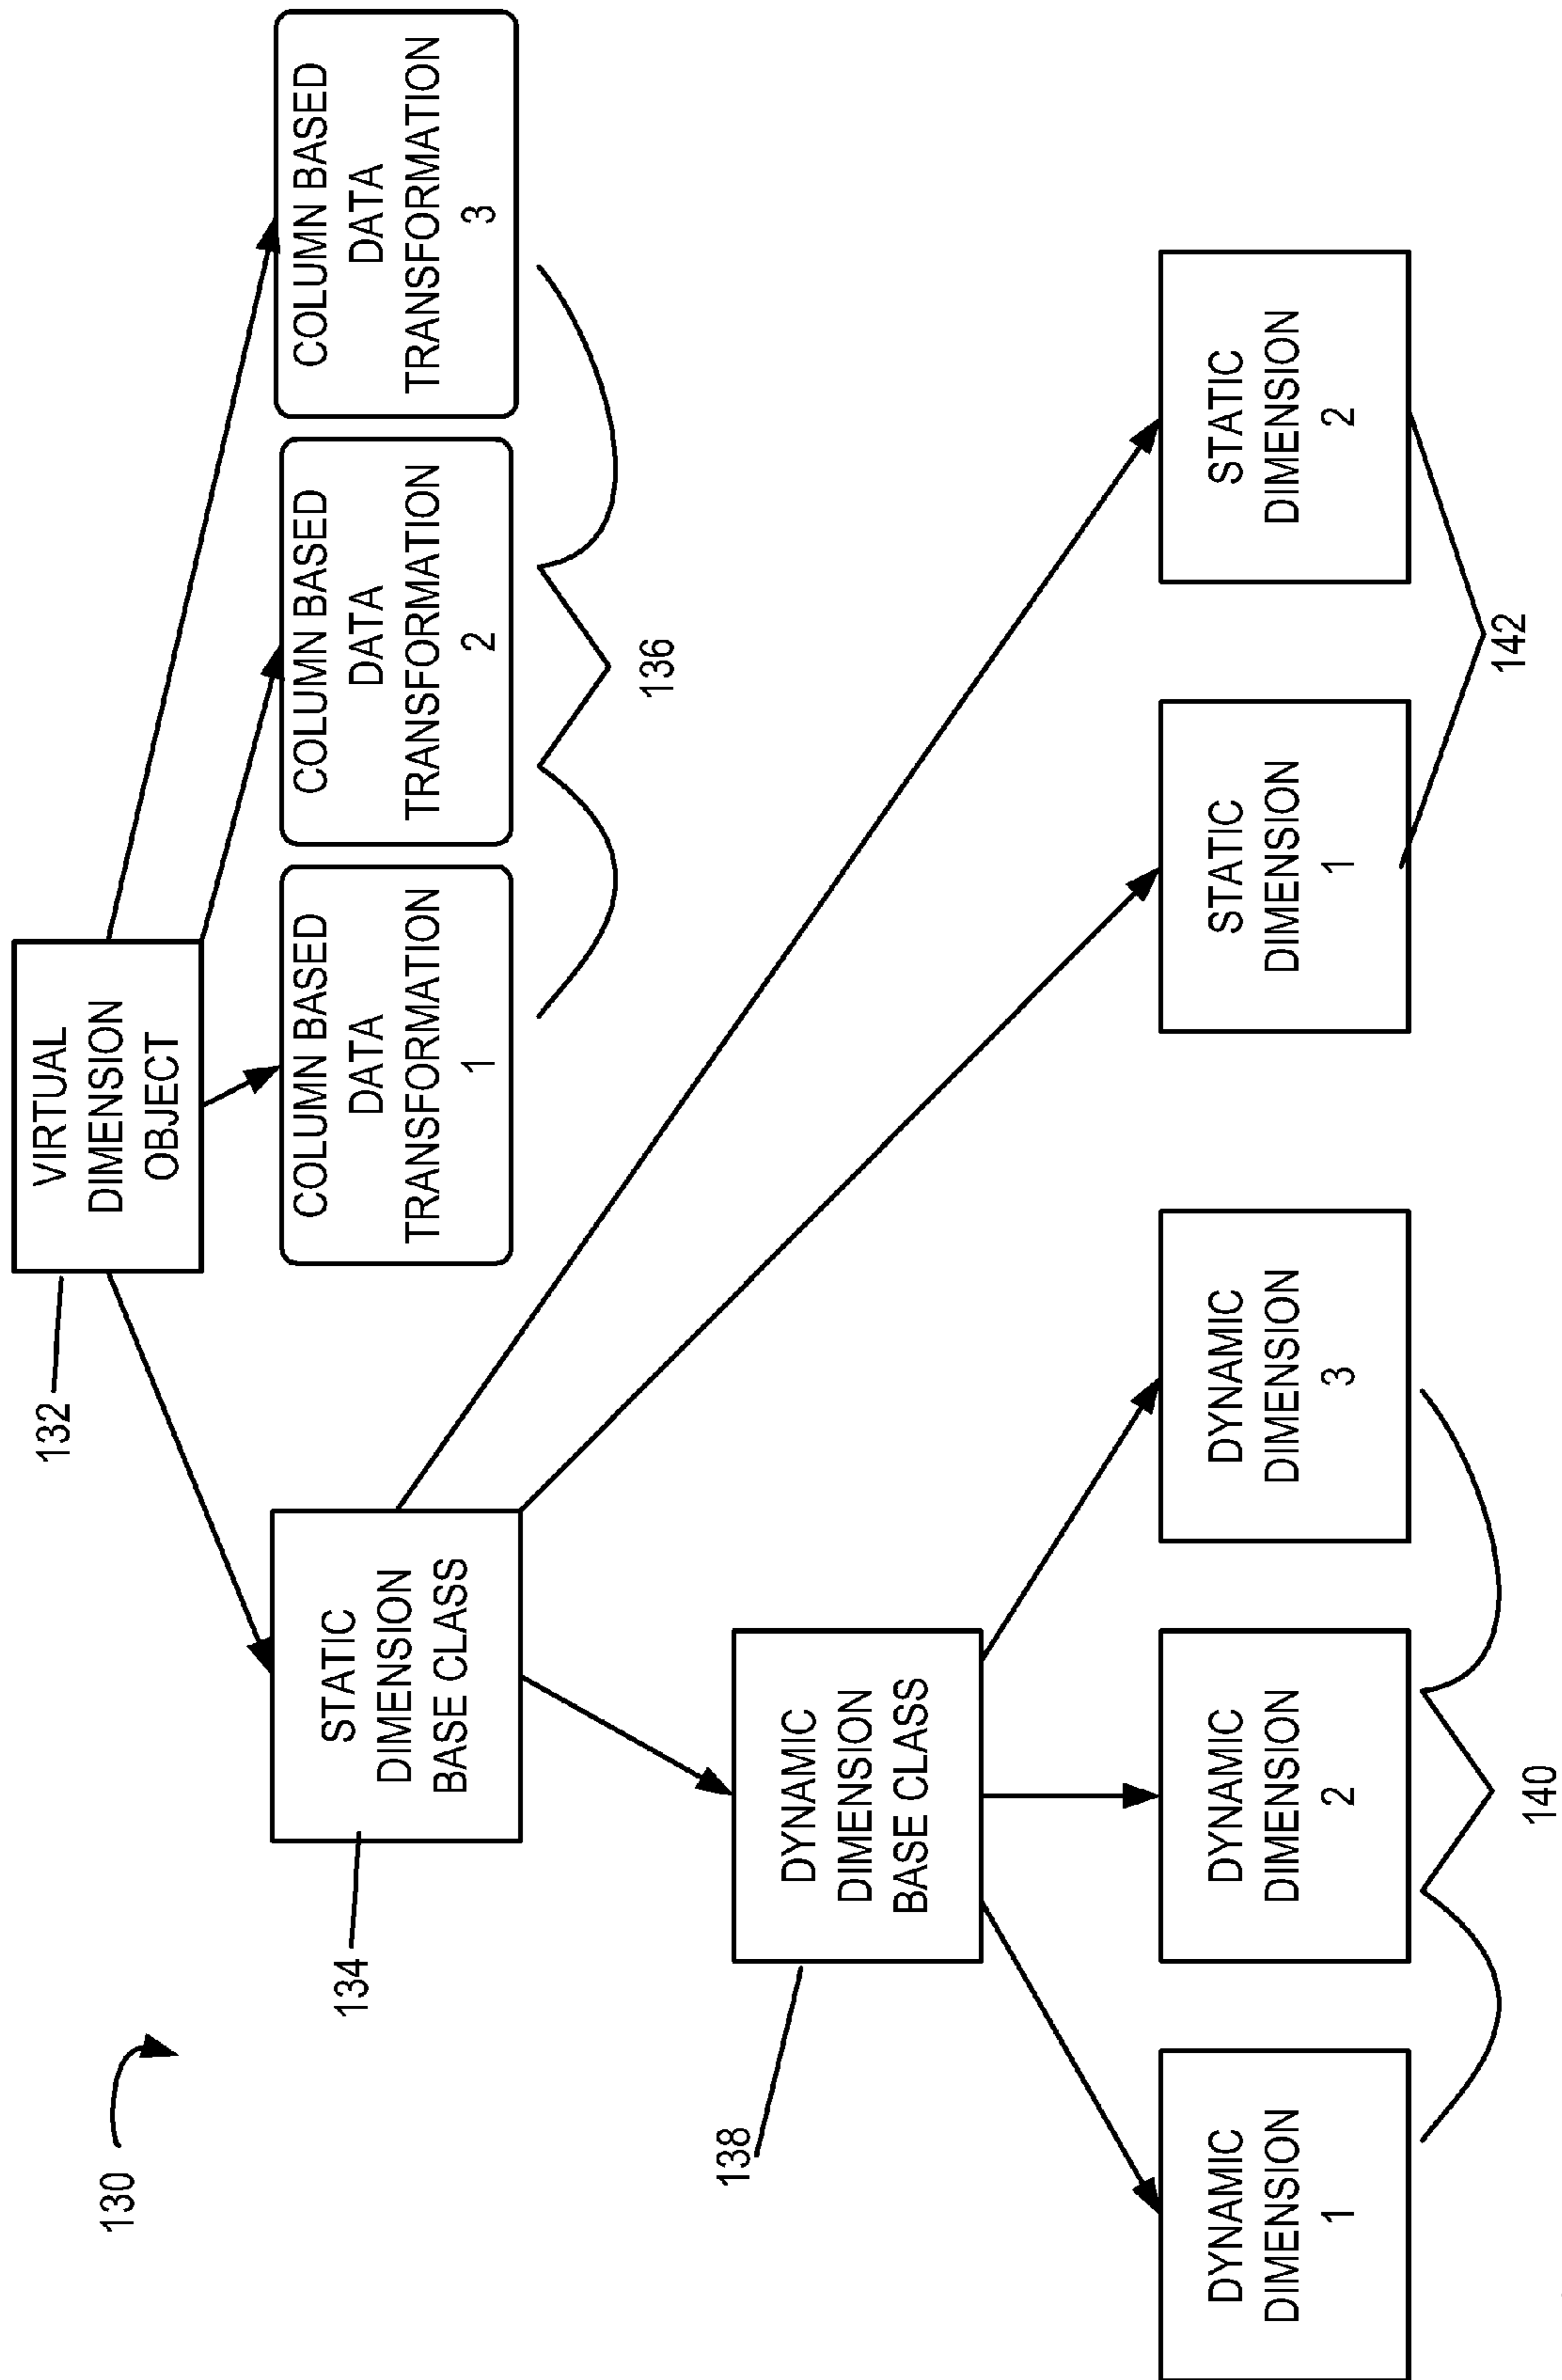 130
132
VIRTUAL
DIMENSION
OBJECT
134
STATIC
DIMENSION
BASE CLASS
COLUMN BASED
DATA
TRANSFORMATION
1
COLUMN BASED
DATA
TRANSFORMATION
2
COLUMN BASED
DATA
TRANSFORMATION
3
136
138
DYNAMIC
DIMENSION
BASE CLASS
DYNAMIC
DIMENSION
1
DYNAMIC
DIMENSION
2
DYNAMIC
DIMENSION
3
STATIC
DIMENSION
1
STATIC
DIMENSION
2
140
142